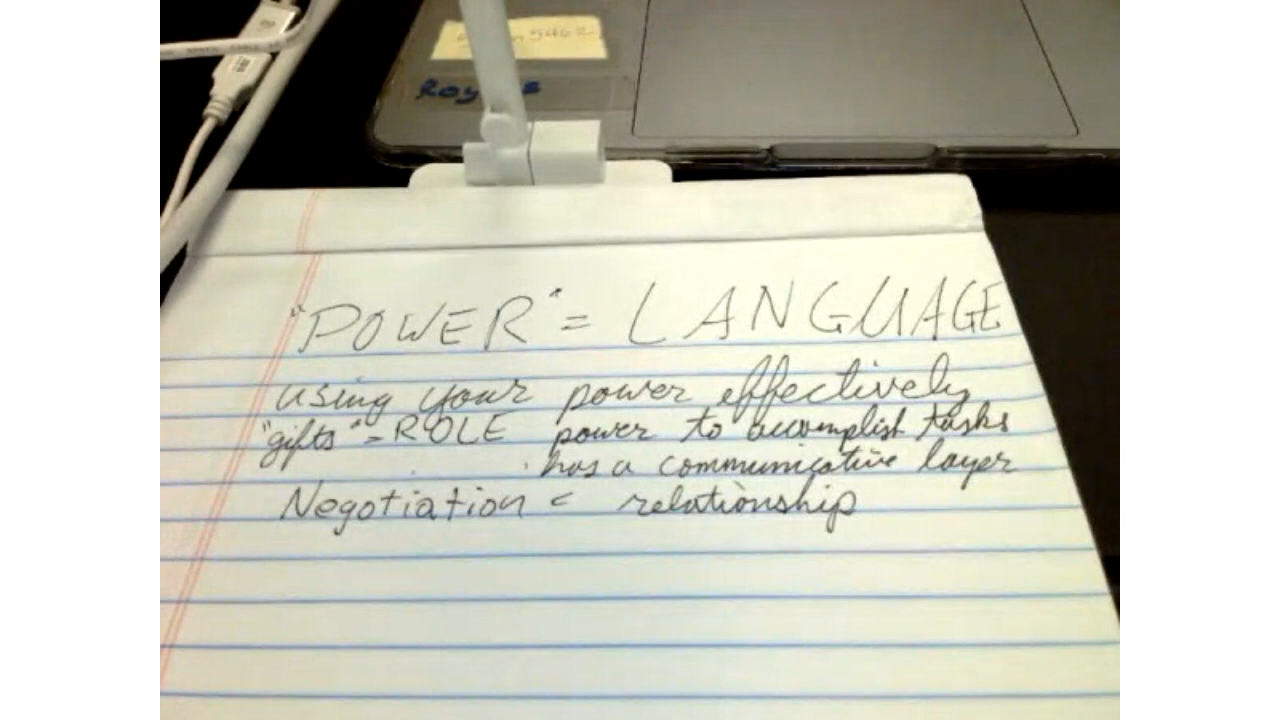 "POWER" = LANGUAGE
using your power effectively
"gifts" = ROLE power to accomplish tasks
has a communicative layer
Negotiation < relationship